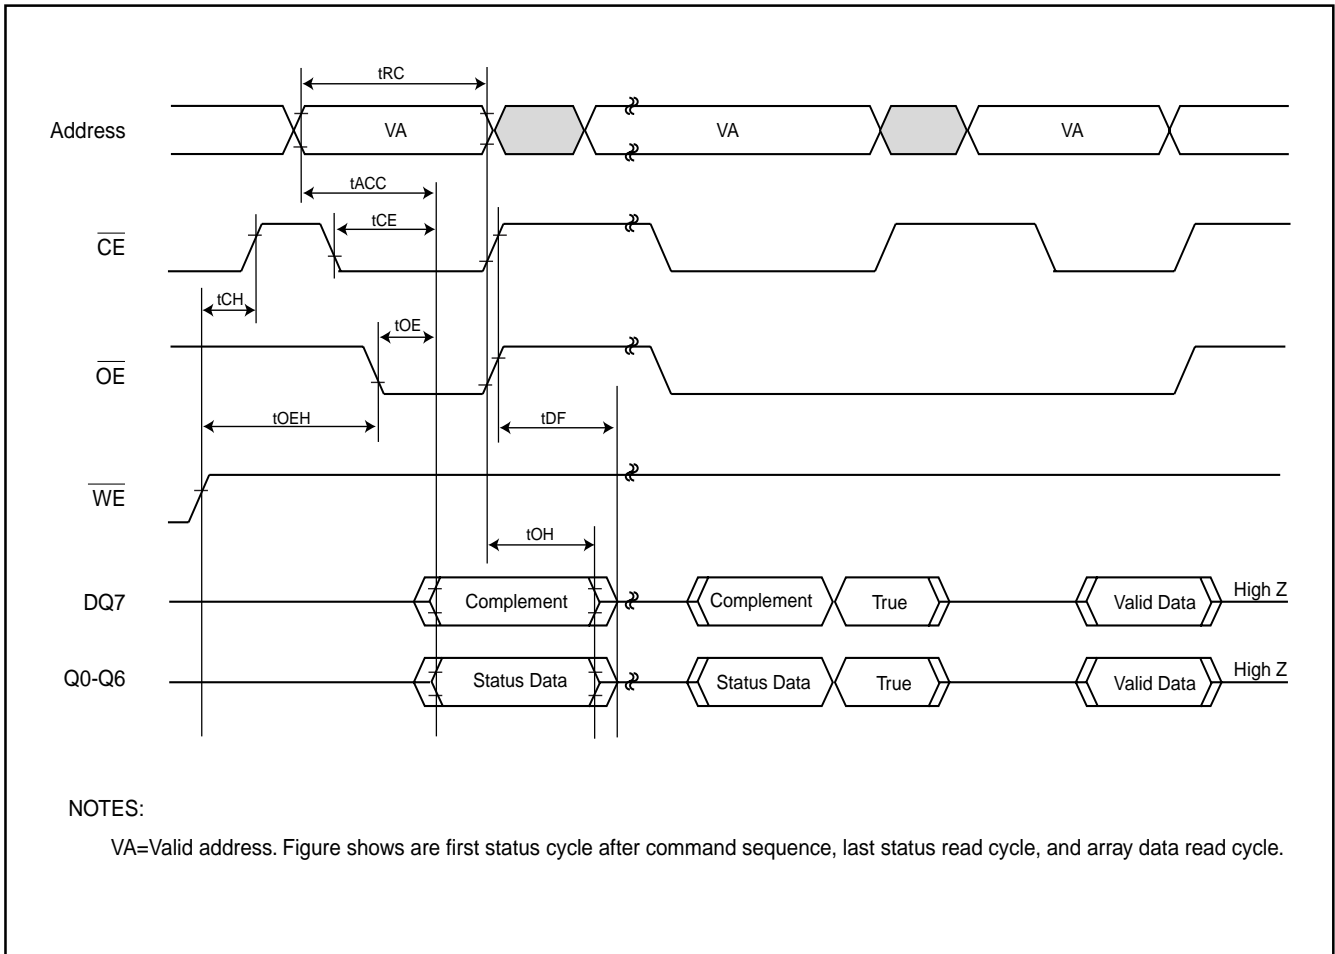 tRC
Address VA VA VA
tACC
tCE
CE
tCH
tOE
OE
tOEH tDF
WE
tOH
DQ7 Complement Complement True Valid Data High Z
Q0-Q6 Status Data Status Data True Valid Data High Z
NOTES:
VA=Valid address. Figure shows are first status cycle after command sequence, last status read cycle, and array data read cycle.